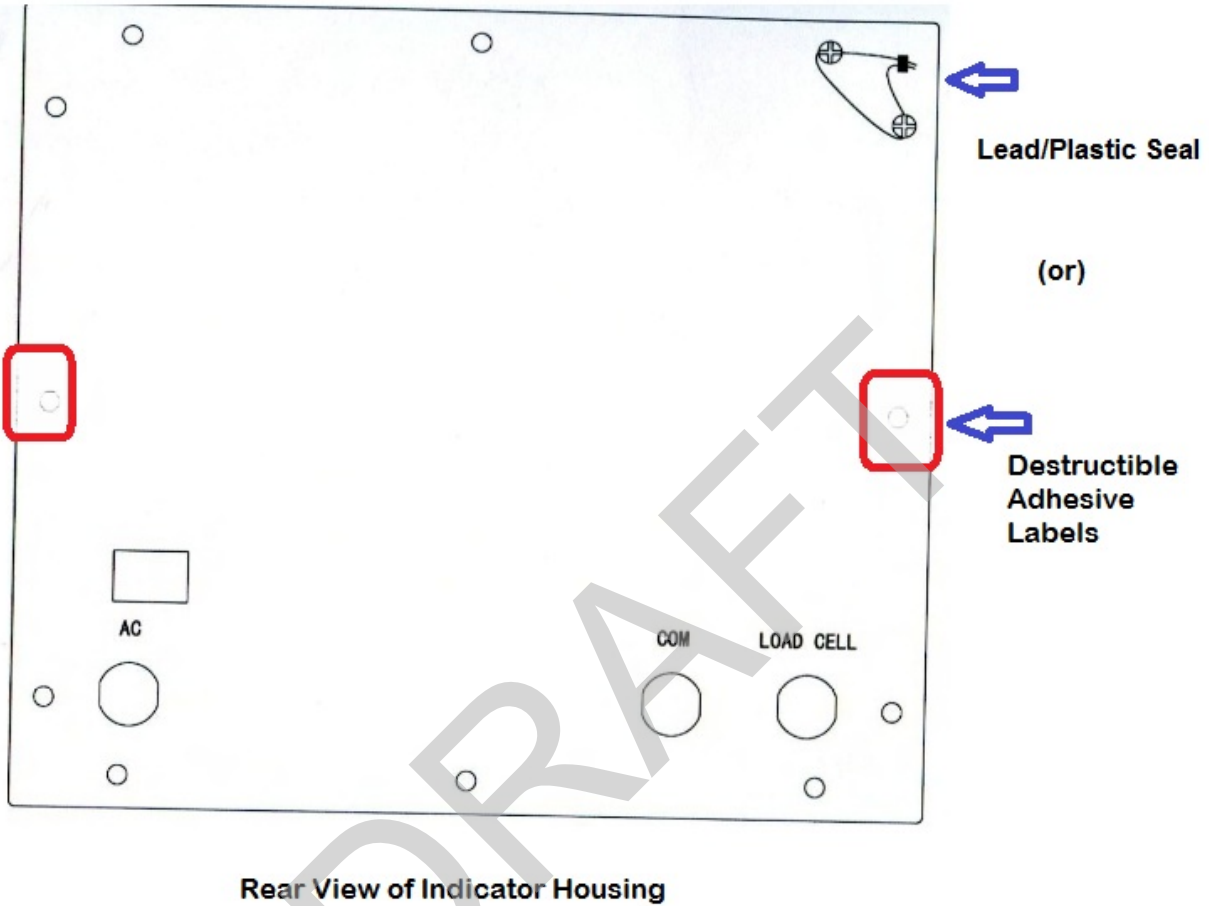 Lead/Plastic Seal
(or)
Destructible
Adhesive
Labels
AC
COM LOAD CELL
DRAFT
Rear View of Indicator Housing